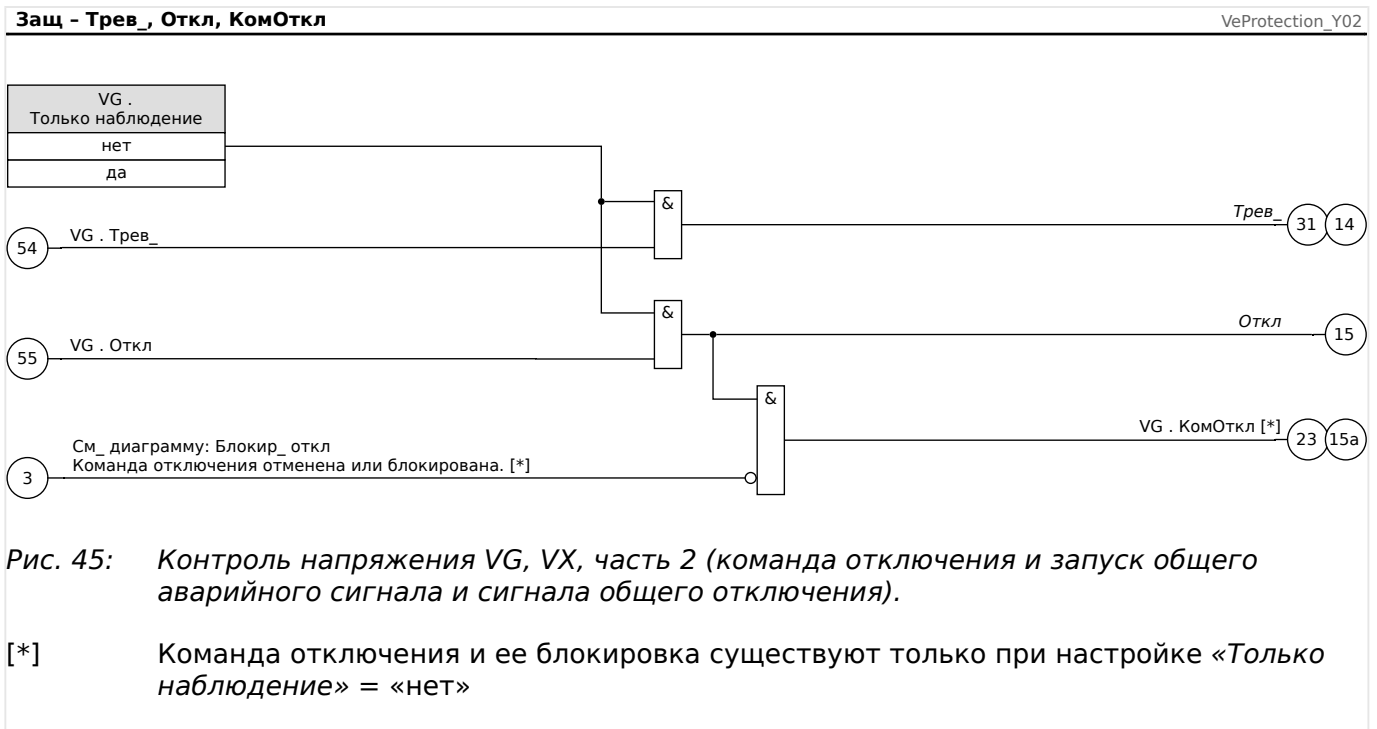 Защ – Трев_, Откл, КомОткл
VeProtection_Y02
VG .
Только наблюдение
нет
да
&
Трев_
31
14
54
VG . Трев_
&
Откл
15
55
VG . Откл
&
VG . КомОткл [*]
23
15a
См_ диаграмму: Блокир_ откл
Команда отключения отменена или блокирована. [*]
3
Рис. 45: Контроль напряжения VG, VX, часть 2 (команда отключения и запуск общего
аварийного сигнала и сигнала общего отключения).
[*] Команда отключения и ее блокировка существуют только при настройке «Только
наблюдение» = «нет»